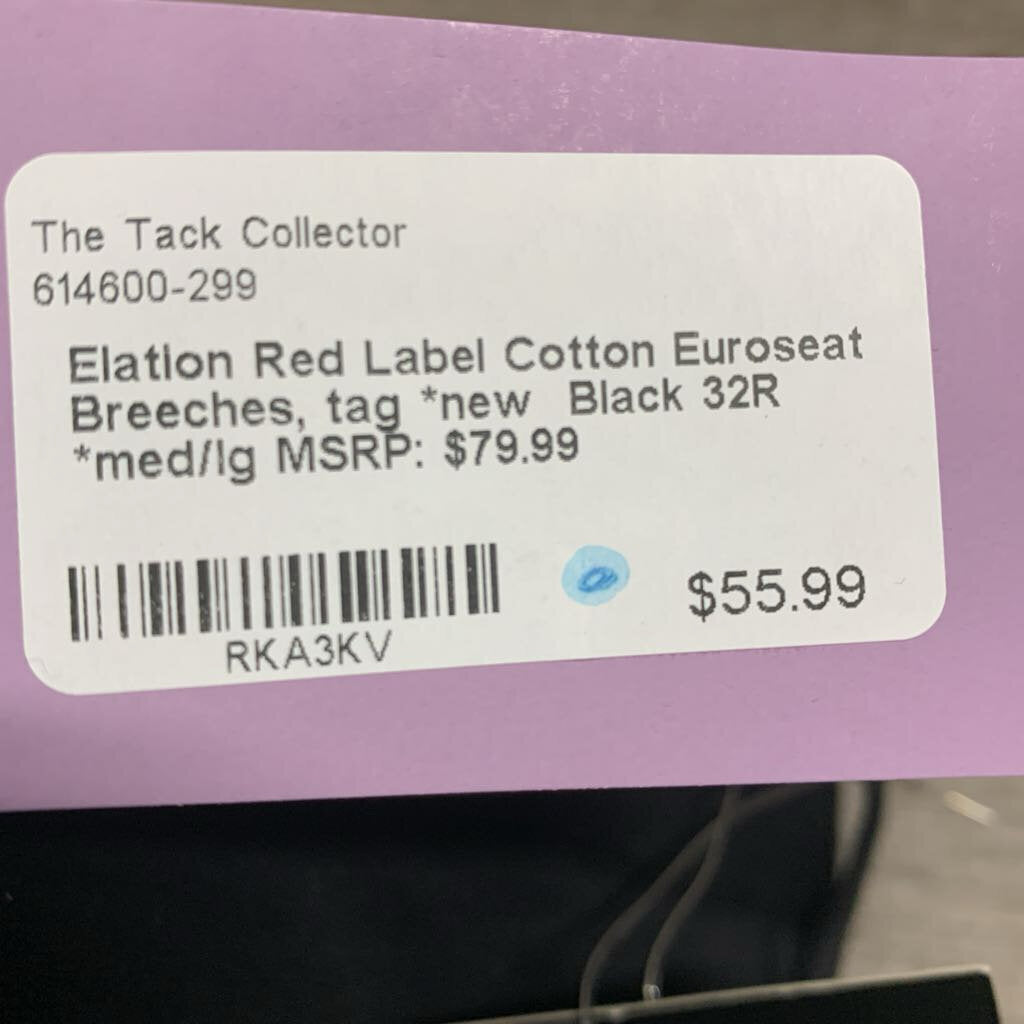 The Tack Collector
614600-299
Elation Red Label Cotton Euroseat
Breeches, tag *new Black 32R
*med/lg MSRP: $79.99
RKA3KV
$55.99